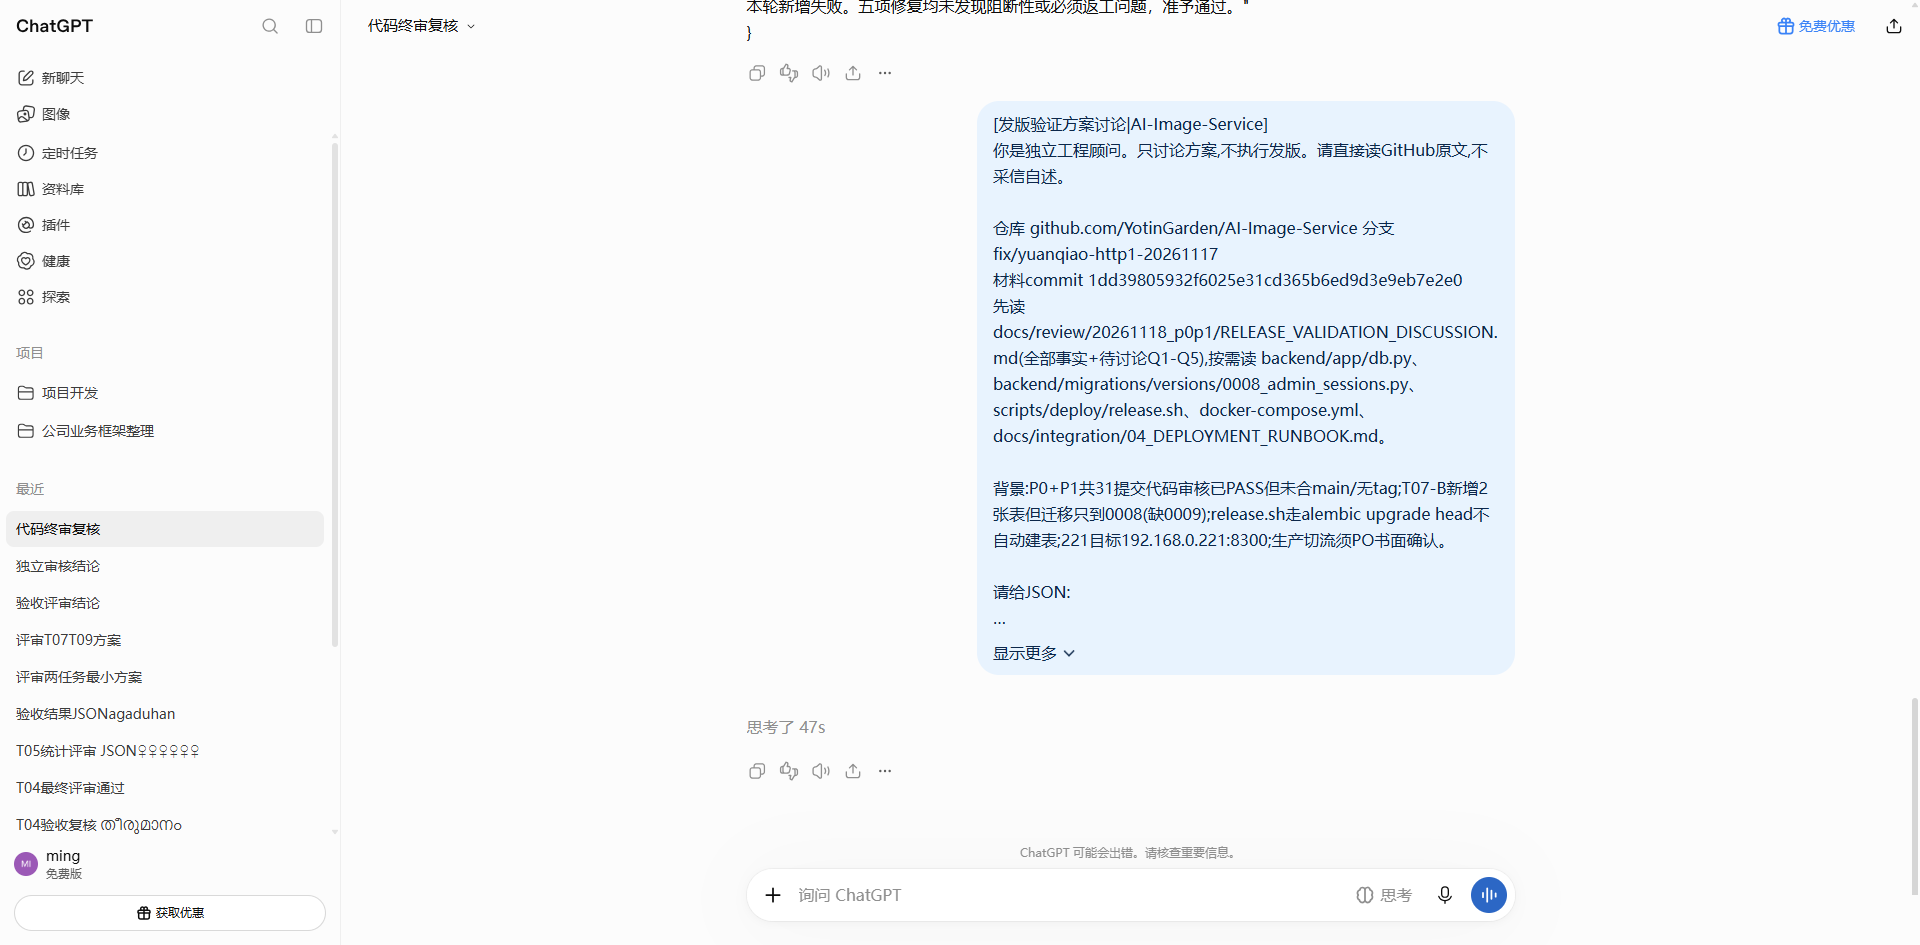 ChatGPT
新聊天
图像
定时任务
资料库
插件
健康
探索
项目
项目开发
公司业务框架整理
最近
代码终审复核
独立审核结论
验收评审结论
评审T07T09方案
评审两任务最小方案
验收结果JSONagaduhan
T05统计评审 JSON♀♀♀♀♀♀
T04最终评审通过
T04验收复核 തീരുമാനം
MI
ming
免费版
获取优惠
代码终审复核
免费优惠
本轮新增失败。五项修复均未发现阻断性或必须返工问题，准予通过。"
}
[发版验证方案讨论|AI-Image-Service]
你是独立工程顾问。只讨论方案,不执行发版。请直接读GitHub原文,不
采信自述。
仓库 github.com/YotinGarden/AI-Image-Service 分支
fix/yuanqiao-http1-20261117
材料commit 1dd39805932f6025e31cd365b6ed9d3e9eb7e2e0
先读
docs/review/20261118_p0p1/RELEASE_VALIDATION_DISCUSSION.
md(全部事实+待讨论Q1-Q5),按需读 backend/app/db.py、
backend/migrations/versions/0008_admin_sessions.py、
scripts/deploy/release.sh、docker-compose.yml、
docs/integration/04_DEPLOYMENT_RUNBOOK.md。
背景:P0+P1共31提交代码审核已PASS但未合main/无tag;T07-B新增2
张表但迁移只到0008(缺0009);release.sh走alembic upgrade head不
自动建表;221目标192.168.0.221:8300;生产切流须PO书面确认。
请给JSON:
...
显示更多
思考了 47s
ChatGPT 可能会出错。请核查重要信息。
询问 ChatGPT
思考